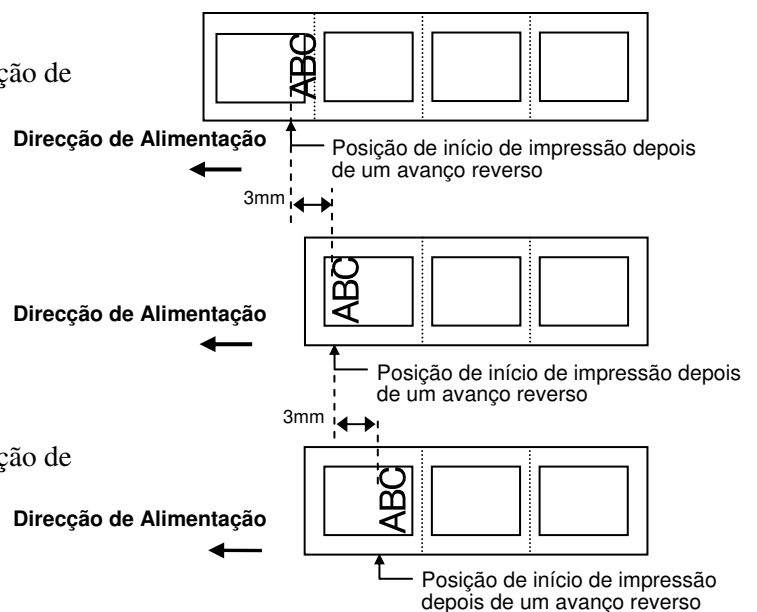 ABC
ção de
Direcção de Alimentação
Posição de início de impressão depois
de um avanço reverso
3mm
ABC
Direcção de Alimentação
Posição de início de impressão depois
de um avanço reverso
3mm
ção de
ABC
Direcção de Alimentação
Posição de início de impressão
depois de um avanço reverso